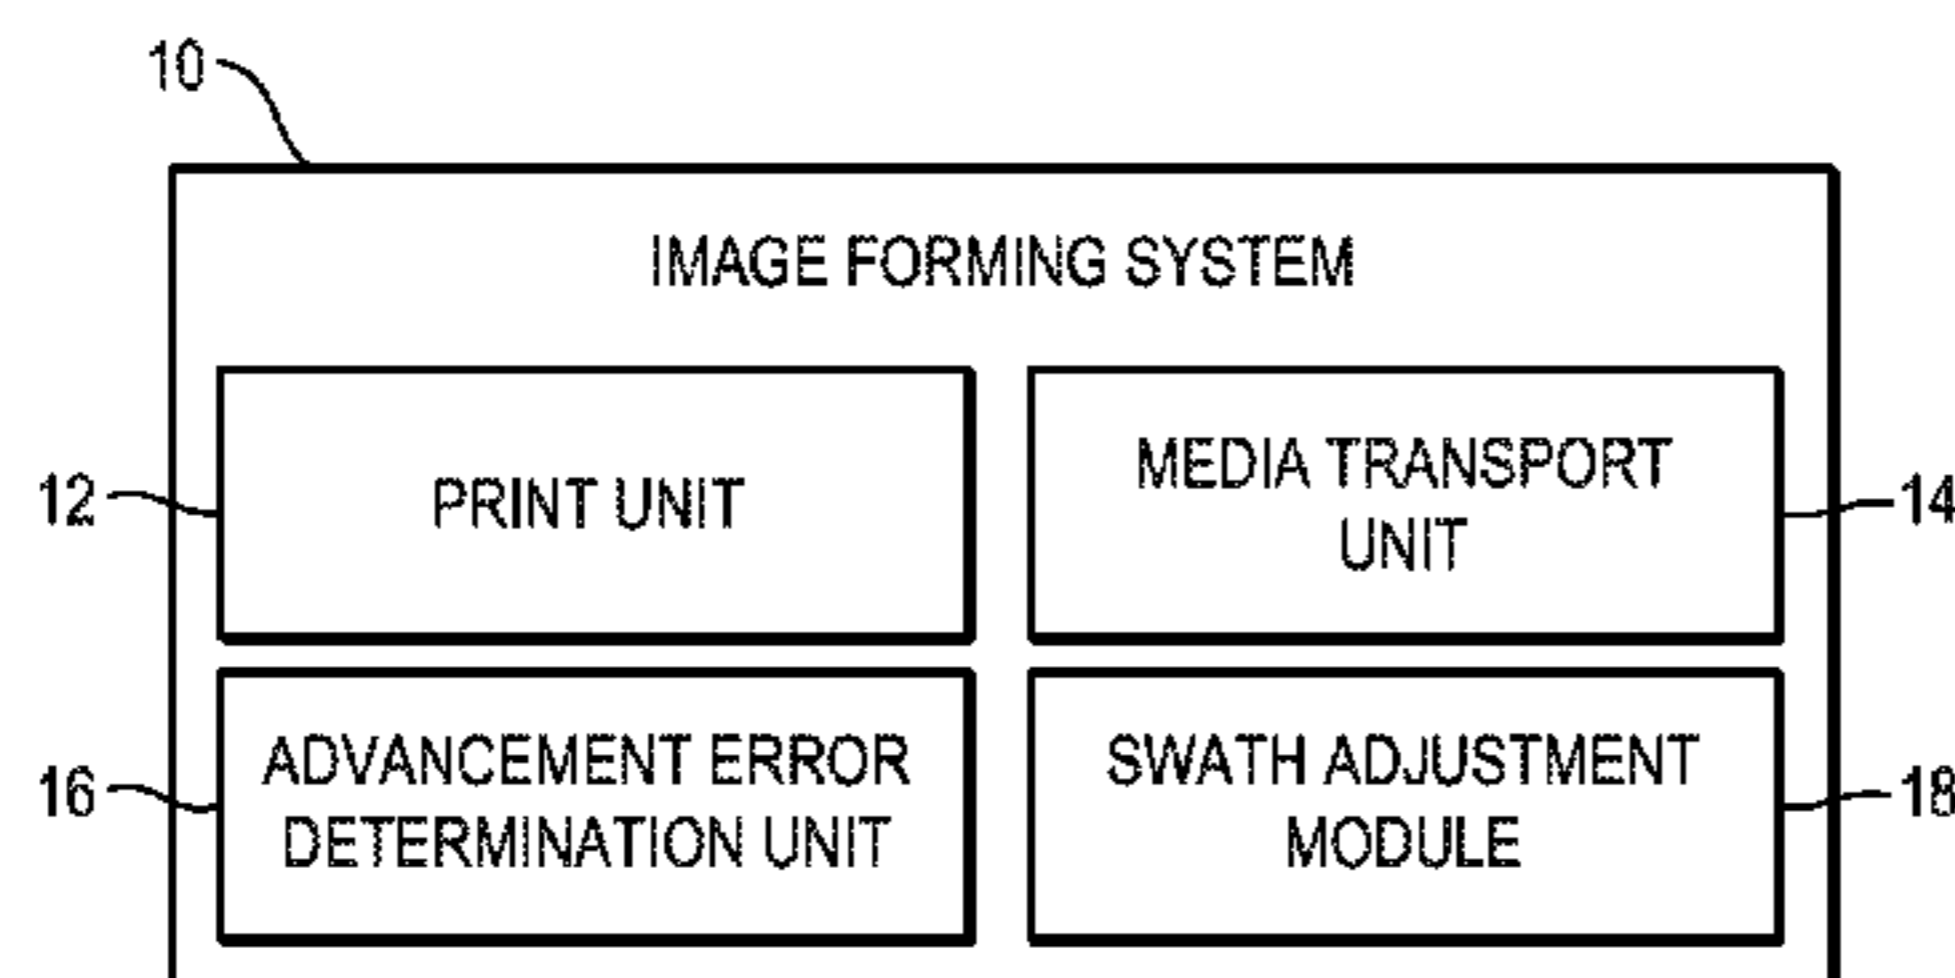 10
IMAGE FORMING SYSTEM
12
PRINT UNIT
MEDIA TRANSPORT
UNIT
14
16
ADVANCEMENT ERROR
DETERMINATION UNIT
SWATH ADJUSTMENT
MODULE
18